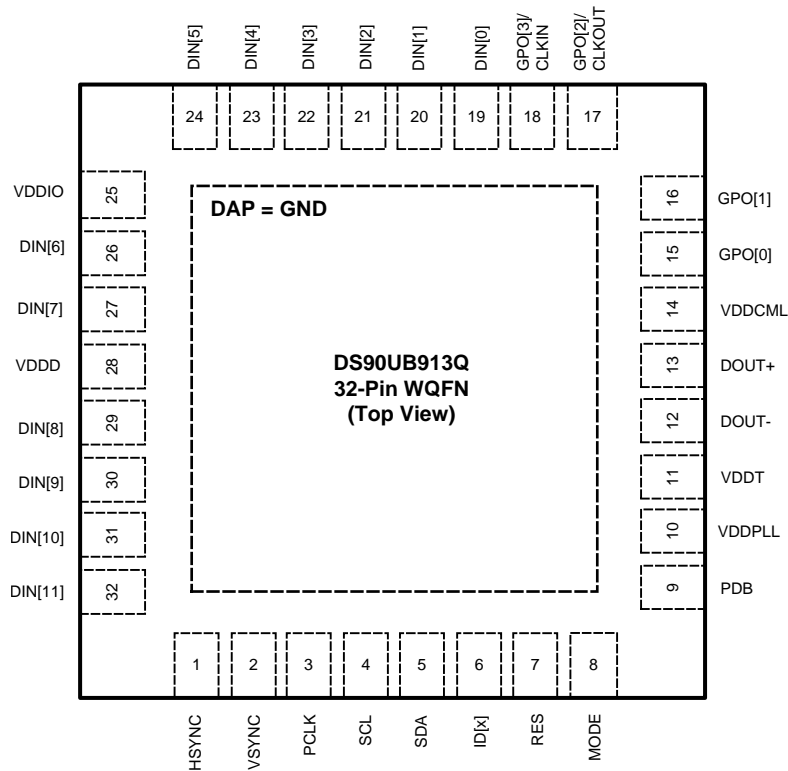 DIN[5]
DIN[4]
DIN[3]
DIN[2]
DIN[1]
DIN[0]
GPO[3]/
CLKIN
GPO[2]/
CLKOUT
24
23
22
21
20
19
18
17
VDDIO
25
DIN[6]
26
DIN[7]
27
VDDD
28
DIN[8]
29
DIN[9]
30
DIN[10]
31
DIN[11]
32
DAP = GND
DS90UB913Q
32-Pin WQFN
(Top View)
16
GPO[1]
15
GPO[0]
14
VDDCML
13
DOUT+
12
DOUT-
11
VDDT
10
VDDPLL
9
PDB
1
2
3
4
5
6
7
8
HSYNC
VSYNC
PCLK
SCL
SDA
ID[x]
RES
MODE